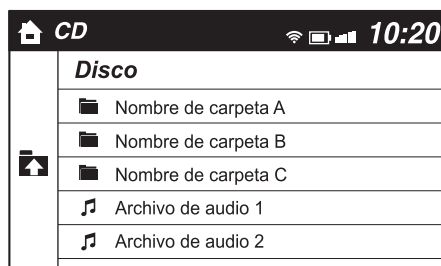 CD 10:20
Disco
Nombre de carpeta A
Nombre de carpeta B
Nombre de carpeta C
Archivo de audio 1
Archivo de audio 2